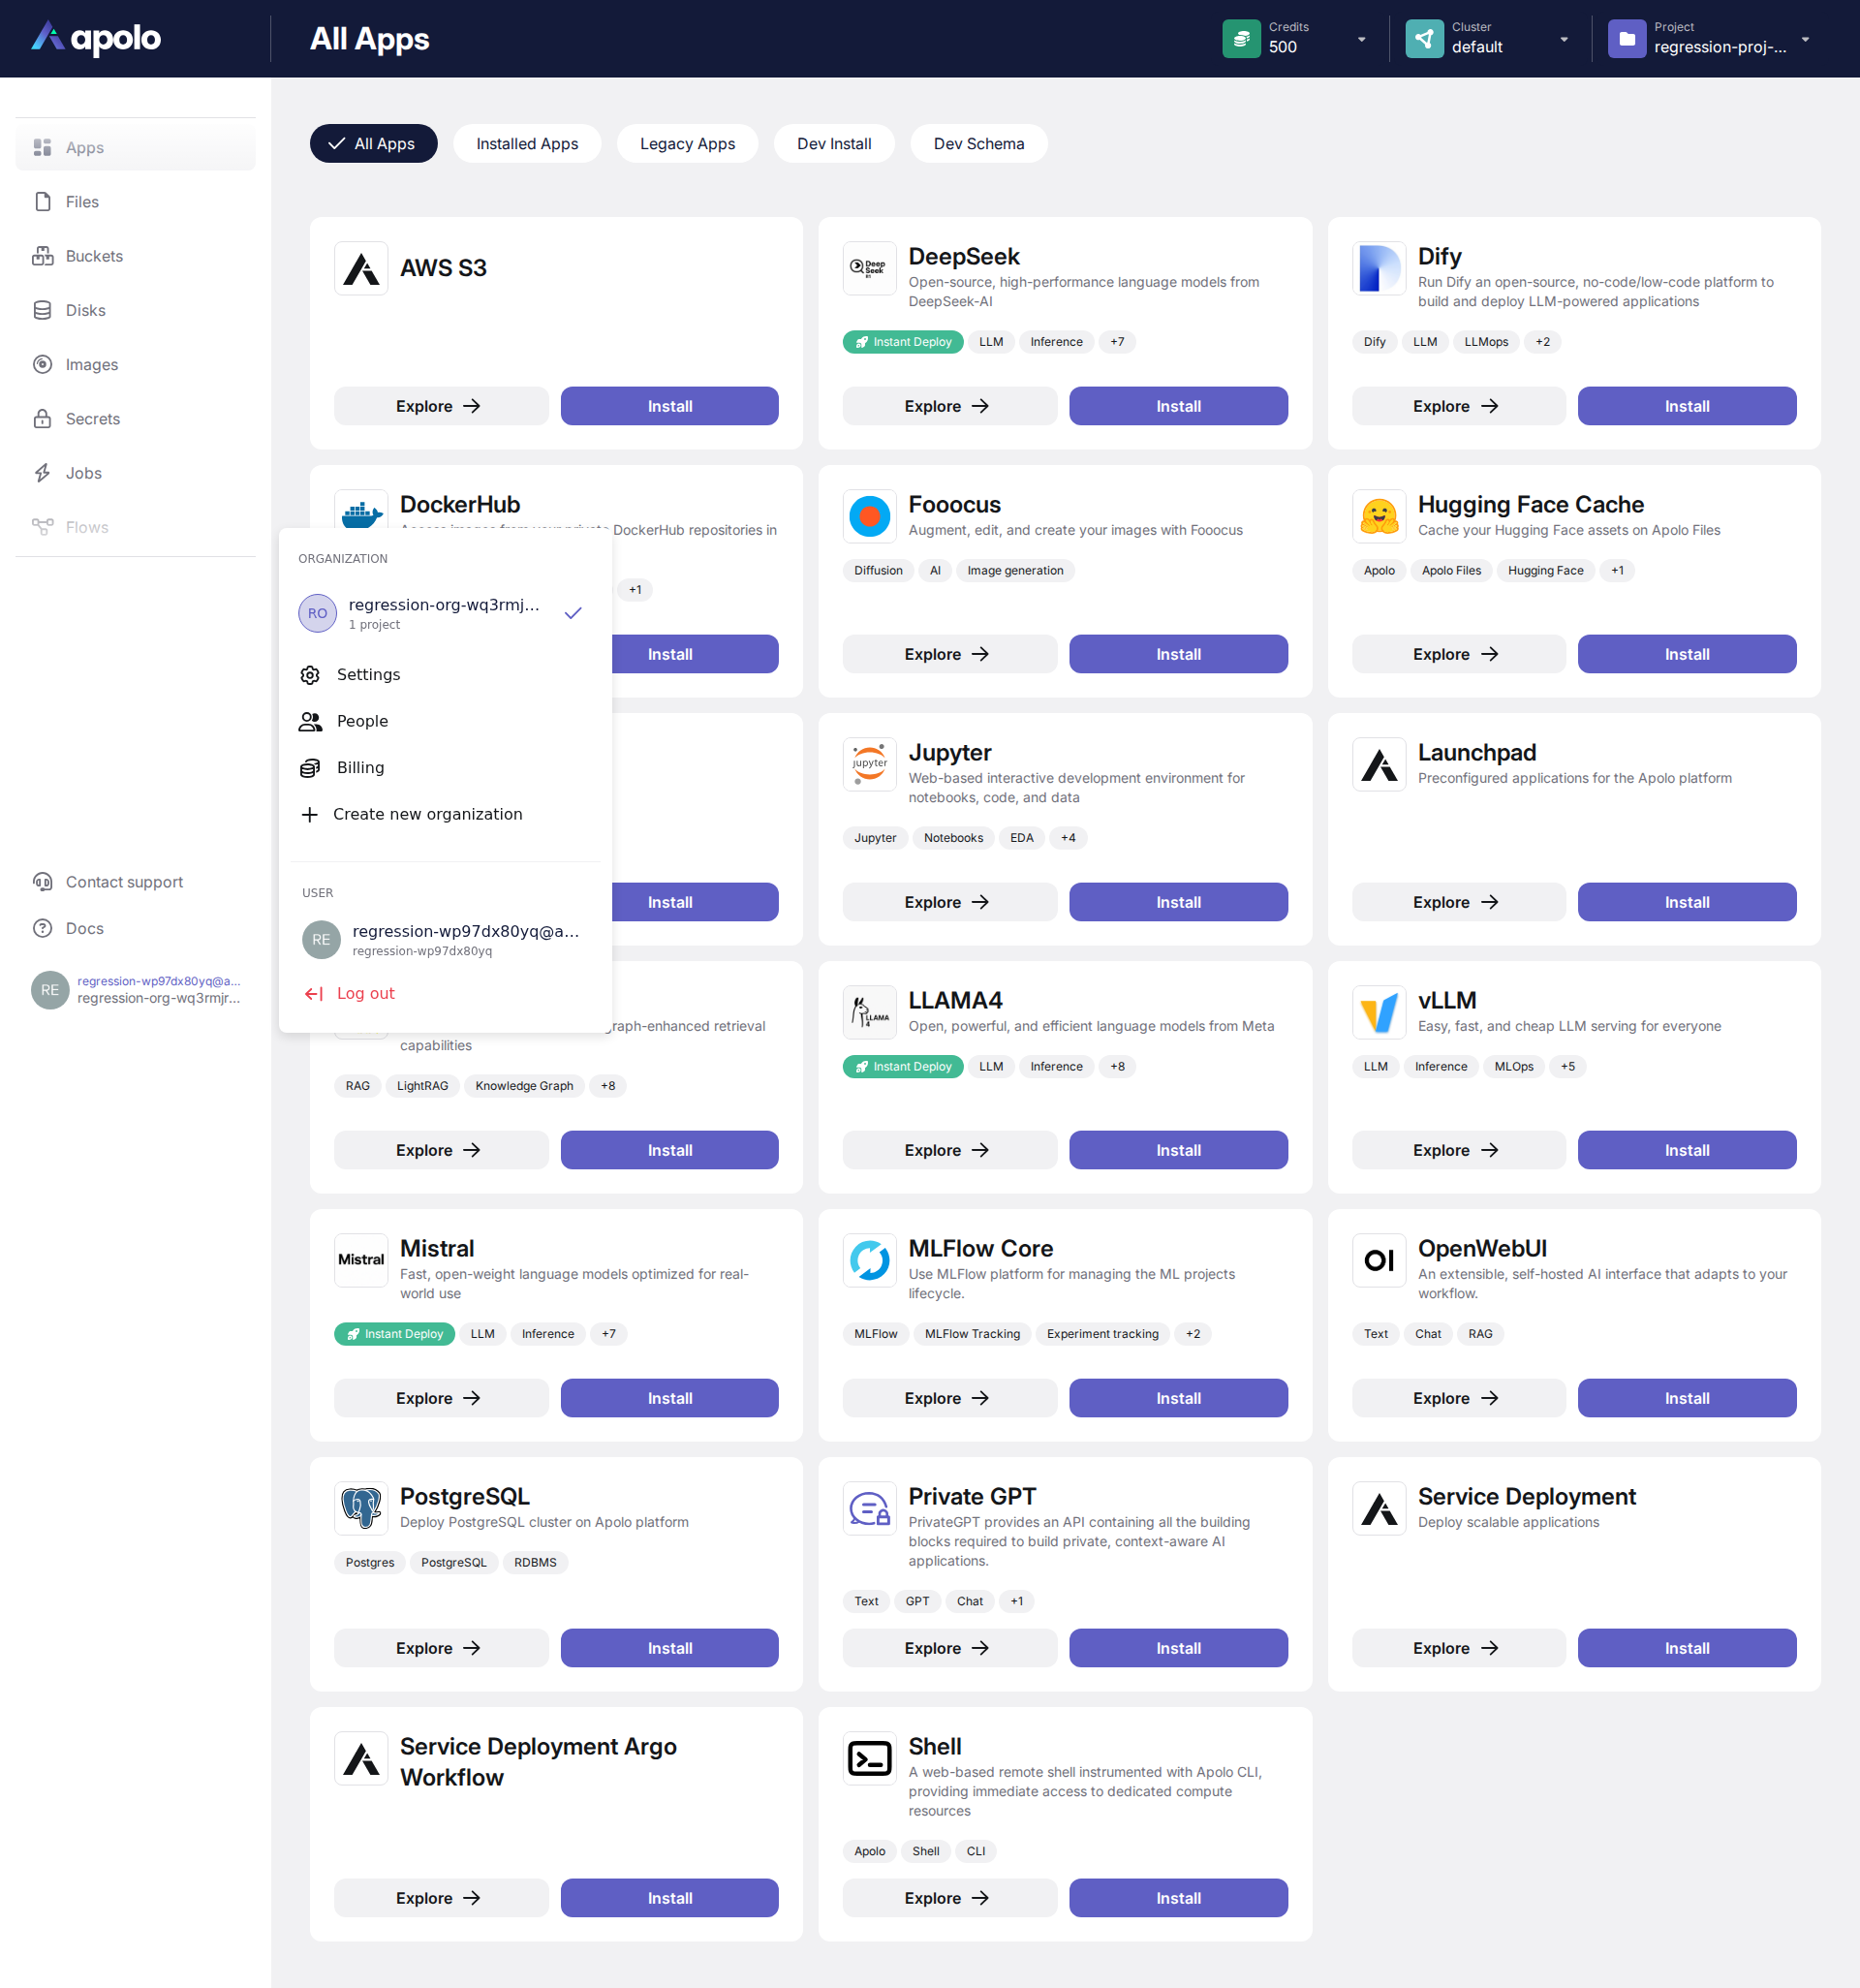 apolo
All Apps
Credits
500
Cluster
default
Project
regression-proj-...
Apps
Files
Buckets
Disks
Images
Secrets
Jobs
Flows
Contact support
Docs
RE
regression-wp97dx80yq@a...
regression-org-wq3rmjr...
All Apps
Installed Apps
Legacy Apps
Dev Install
Dev Schema
AWS S3
Explore
Install
DeepSeek
Open-source, high-performance language models from
DeepSeek-AI
Instant Deploy
LLM
Inference
+7
Explore
Install
Dify
Run Dify an open-source, no-code/low-code platform to
build and deploy LLM-powered applications
Dify
LLM
LLMops
+2
Explore
Install
DockerHub
DockerHub repositories in
+1
Install
Fooocus
Augment, edit, and create your images with Fooocus
Diffusion
AI
Image generation
Explore
Install
Hugging Face Cache
Cache your Hugging Face assets on Apolo Files
Apolo
Apolo Files
Hugging Face
+1
Explore
Install
ORGANIZATION
RO
regression-org-wq3rmj...
1 project
Settings
People
Billing
Create new organization
USER
RE
regression-wp97dx80yq@a...
regression-wp97dx80yq
Log out
Install
Jupyter
Web-based interactive development environment for
notebooks, code, and data
Jupyter
Notebooks
EDA
+4
Explore
Install
Launchpad
Preconfigured applications for the Apolo platform
Explore
Install
graph-enhanced retrieval
capabilities
RAG
LightRAG
Knowledge Graph
+8
Explore
Install
LLAMA4
Open, powerful, and efficient language models from Meta
Instant Deploy
LLM
Inference
+8
Explore
Install
vLLM
Easy, fast, and cheap LLM serving for everyone
LLM
Inference
MLOps
+5
Explore
Install
Mistral
Mistral
Fast, open-weight language models optimized for real-
world use
Instant Deploy
LLM
Inference
+7
Explore
Install
MLFlow Core
Use MLFlow platform for managing the ML projects
lifecycle.
MLFlow
MLFlow Tracking
Experiment tracking
+2
Explore
Install
OI
OpenWebUI
An extensible, self-hosted AI interface that adapts to your
workflow.
Text
Chat
RAG
Explore
Install
PostgreSQL
Deploy PostgreSQL cluster on Apolo platform
Postgres
PostgreSQL
RDBMS
Explore
Install
Private GPT
PrivateGPT provides an API containing all the building
blocks required to build private, context-aware AI
applications.
Text
GPT
Chat
+1
Explore
Install
Service Deployment
Deploy scalable applications
Explore
Install
Service Deployment Argo
Workflow
Explore
Install
Shell
A web-based remote shell instrumented with Apolo CLI,
providing immediate access to dedicated compute
resources
Apolo
Shell
CLI
Explore
Install